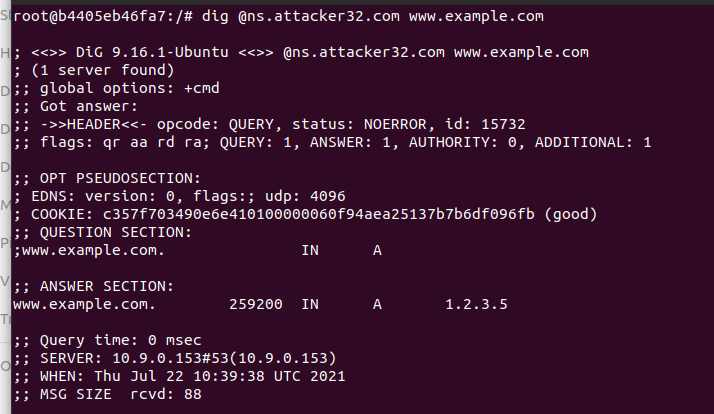 root@b4405eb46fa7:/# dig @ns.attacker32.com www.example.com
; <<>> DiG 9.16.1-Ubuntu <<>> @ns.attacker32.com www.example.com
; (1 server found)
;; global options: +cmd
;; Got answer:
;; ->>HEADER<<- opcode: QUERY, status: NOERROR, id: 15732
;; flags: qr aa rd ra; QUERY: 1, ANSWER: 1, AUTHORITY: 0, ADDITIONAL: 1
;; OPT PSEUDOSECTION:
; EDNS: version: 0, flags:; udp: 4096
; COOKIE: c357f703490e6e410100000060f94aea25137b7b6df096fb (good)
;; QUESTION SECTION:
;www.example.com. IN A
;; ANSWER SECTION:
www.example.com. 259200 IN A 1.2.3.5
;; Query time: 0 msec
;; SERVER: 10.9.0.153#53(10.9.0.153)
;; WHEN: Thu Jul 22 10:39:38 UTC 2021
;; MSG SIZE rcvd: 88